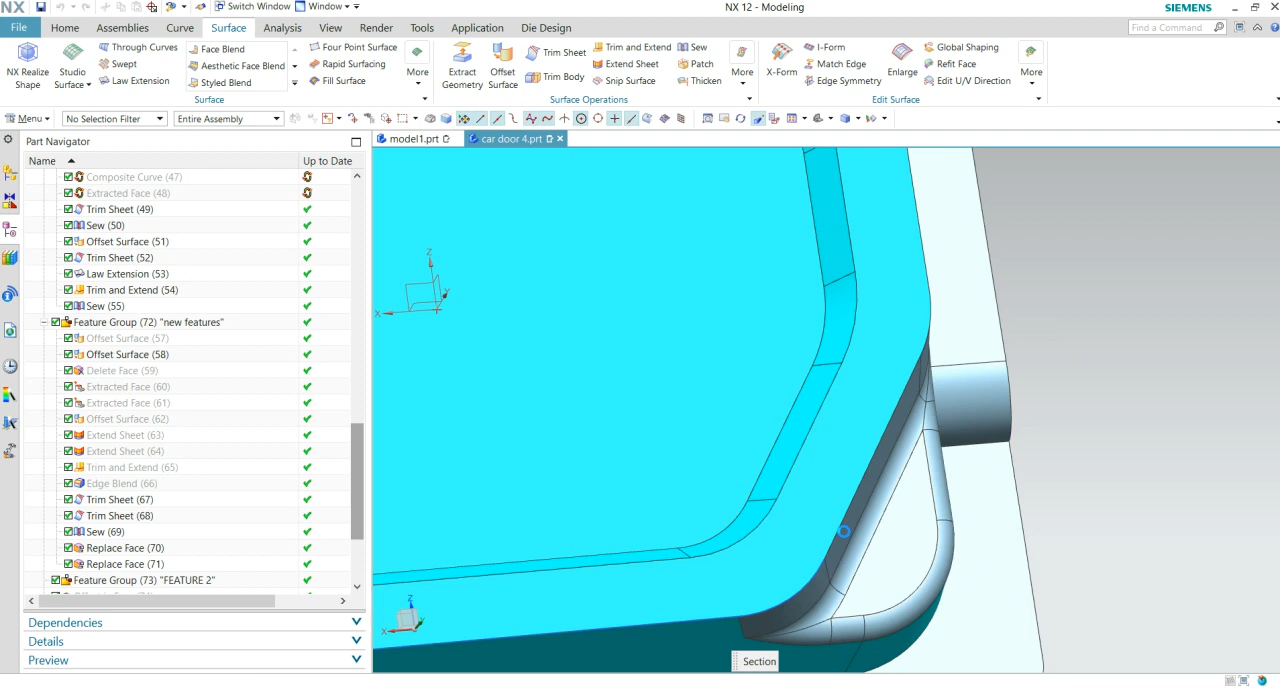 NX
Switch Window
Window
NX 12 - Modeling
SIEMENS
File
Home
Assemblies
Curve
Surface
Analysis
View
Render
Tools
Application
Die Design
Find a Command
NX Realize Shape
Studio Surface
Through Curves
Swept
Law Extension
Face Blend
Aesthetic Face Blend
Styled Blend
Four Point Surface
Rapid Surfacing
Fill Surface
More
Surface
Extract Geometry
Offset Surface
Trim Sheet
Trim Body
Trim and Extend
Extend Sheet
Snip Surface
Sew
Patch
Thicken
More
Surface Operations
X-Form
I-Form
Match Edge
Edge Symmetry
Enlarge
Global Shaping
Refit Face
Edit U/V Direction
More
Edit Surface
Menu
No Selection Filter
Entire Assembly
Part Navigator
model1.prt
car door 4.prt
Name
Up to Date
Composite Curve (47)
Extracted Face (48)
Trim Sheet (49)
Sew (50)
Offset Surface (51)
Trim Sheet (52)
Law Extension (53)
Trim and Extend (54)
Sew (55)
Feature Group (72) "new features"
Offset Surface (57)
Offset Surface (58)
Delete Face (59)
Extracted Face (60)
Extracted Face (61)
Offset Surface (62)
Extend Sheet (63)
Extend Sheet (64)
Trim and Extend (65)
Edge Blend (66)
Trim Sheet (67)
Trim Sheet (68)
Sew (69)
Replace Face (70)
Replace Face (71)
Feature Group (73) "FEATURE 2"
Dependencies
Details
Preview
Z
X
Z
X
Section